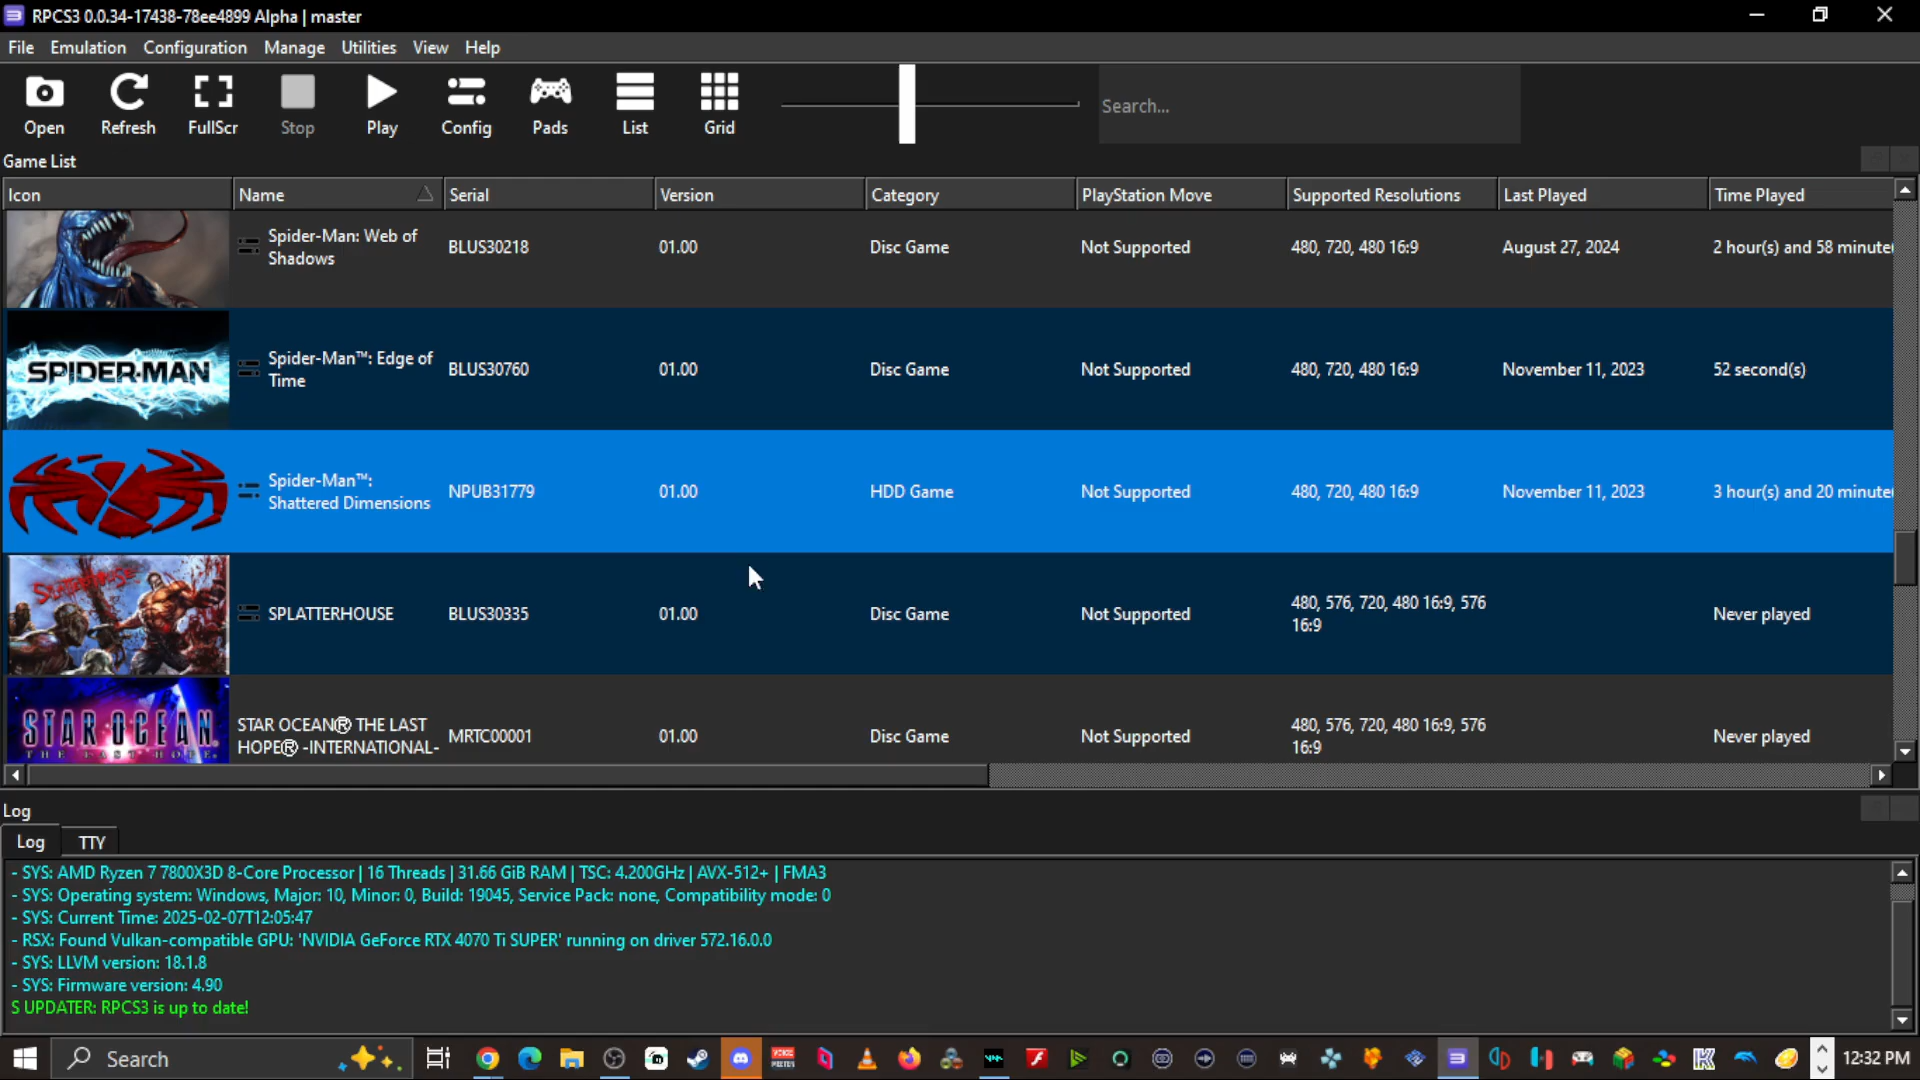 RPCS3 0.0.34-17438-78ee4899 Alpha | master
File Emulation Configuration Manage Utilities View Help
Open Refresh FullScr Stop Play Config Pads List Grid Search...
Game List
Icon Name Serial Version Category PlayStation Move Supported Resolutions Last Played Time Played
Spider-Man: Web of
Shadows
BLUS30218 01.00 Disc Game Not Supported 480, 720, 480 16:9 August 27, 2024 2 hour(s) and 58 minute
SPIDER-MAN
Spider-Man™: Edge of
Time
BLUS30760 01.00 Disc Game Not Supported 480, 720, 480 16:9 November 11, 2023 52 second(s)
Spider-Man™:
Shattered Dimensions
NPUB31779 01.00 HDD Game Not Supported 480, 720, 480 16:9 November 11, 2023 3 hour(s) and 20 minute
SPLATTERHOUSE
SPLATTERHOUSE BLUS30335 01.00 Disc Game Not Supported
480, 576, 720, 480 16:9, 576
16:9
Never played
STAR OCEAN
THE LAST HOPE
STAR OCEAN® THE LAST
HOPE® -INTERNATIONAL-
MRTC00001 01.00 Disc Game Not Supported
480, 576, 720, 480 16:9, 576
16:9
Never played
Log
Log TTY
- SYS: AMD Ryzen 7 7800X3D 8-Core Processor | 16 Threads | 31.66 GiB RAM | TSC: 4.200GHz | AVX-512+ | FMA3
- SYS: Operating system: Windows, Major: 10, Minor: 0, Build: 19045, Service Pack: none, Compatibility mode: 0
- SYS: Current Time: 2025-02-07T12:05:47
- RSX: Found Vulkan-compatible GPU: 'NVIDIA GeForce RTX 4070 Ti SUPER' running on driver 572.16.0.0
- SYS: LLVM version: 18.1.8
- SYS: Firmware version: 4.90
S UPDATER: RPCS3 is up to date!
Search 12:32 PM